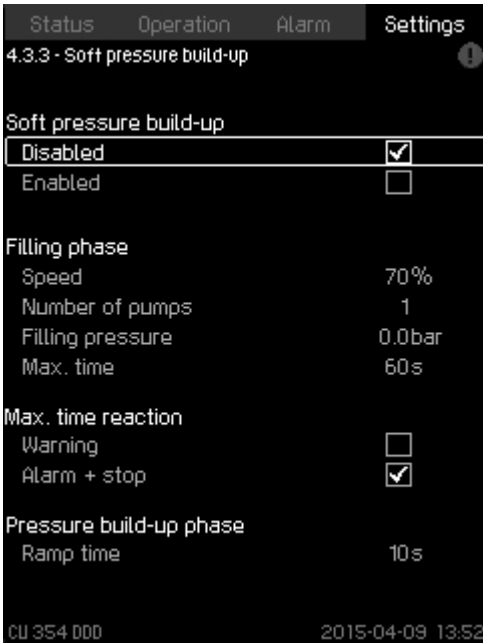 Status Operation Alarm Settings
4.3.3 - Soft pressure build-up
Soft pressure build-up
Disabled
Enabled
Filling phase
Speed 70%
Number of pumps 1
Filling pressure 0.0bar
Max. time 60s
Max. time reaction
Warning
Alarm + stop
Pressure build-up phase
Ramp time 10s
CU 354 DDD 2015-04-09 13:52